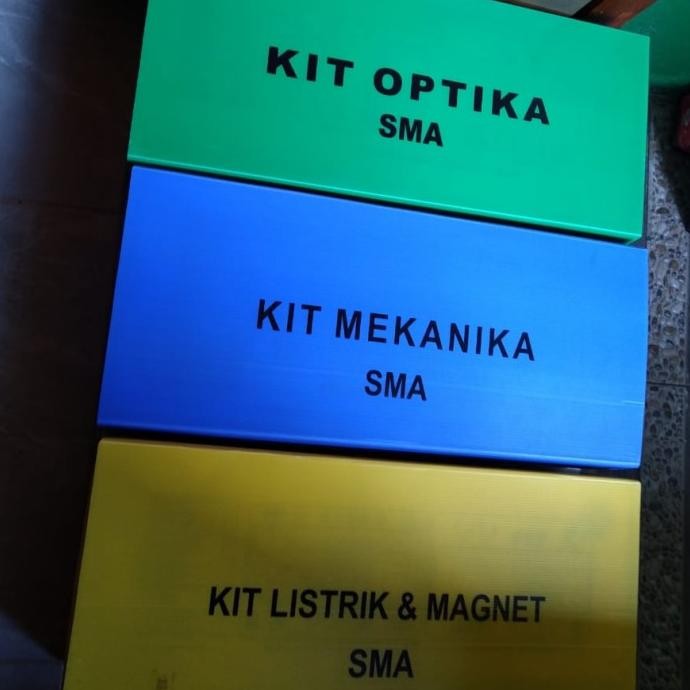 KIT OPTIKA
SMA
KIT MEKANIKA
SMA
KIT LISTRIK & MAGNET
SMA